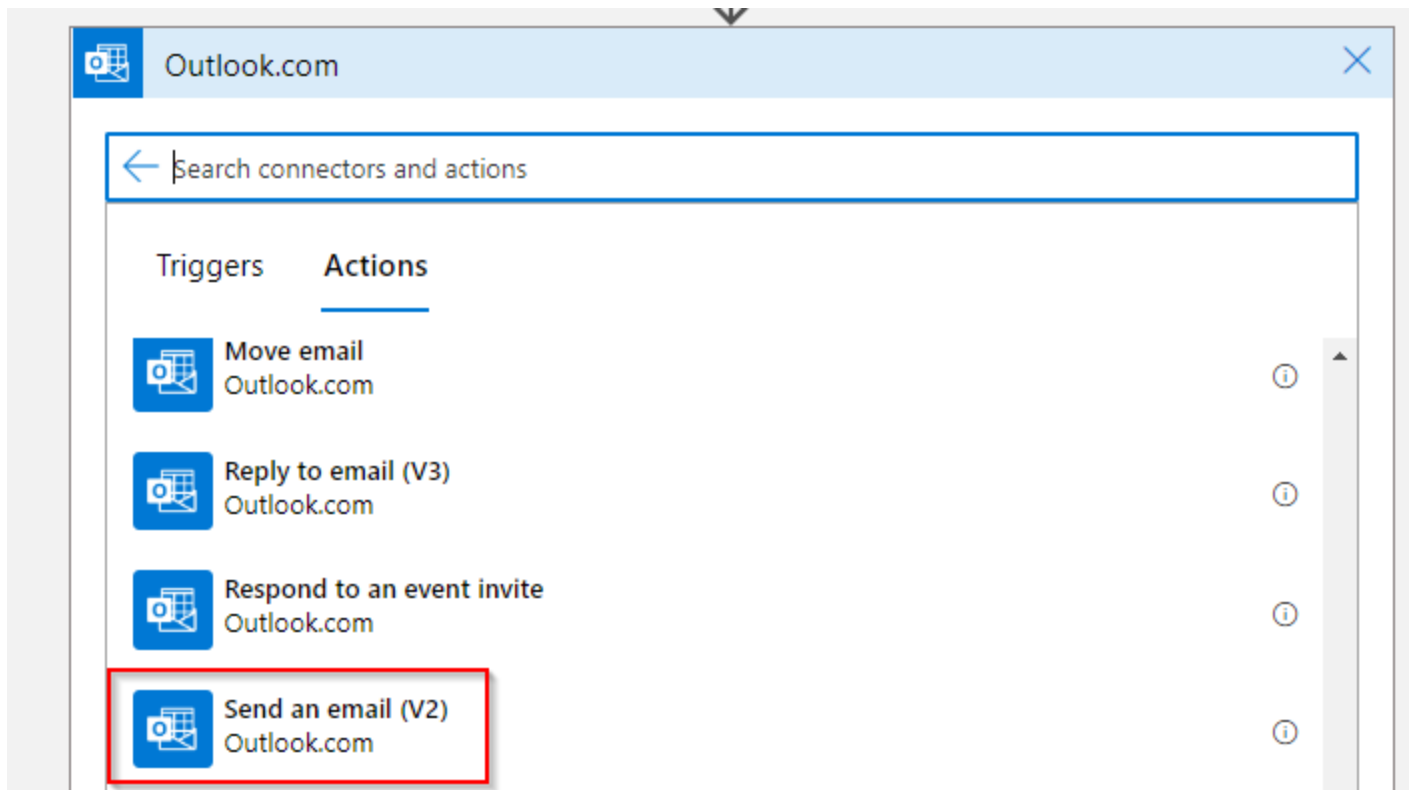 Outlook.com
Search connectors and actions
Triggers Actions
Move email
Outlook.com
Reply to email (V3)
Outlook.com
Respond to an event invite
Outlook.com
Send an email (V2)
Outlook.com